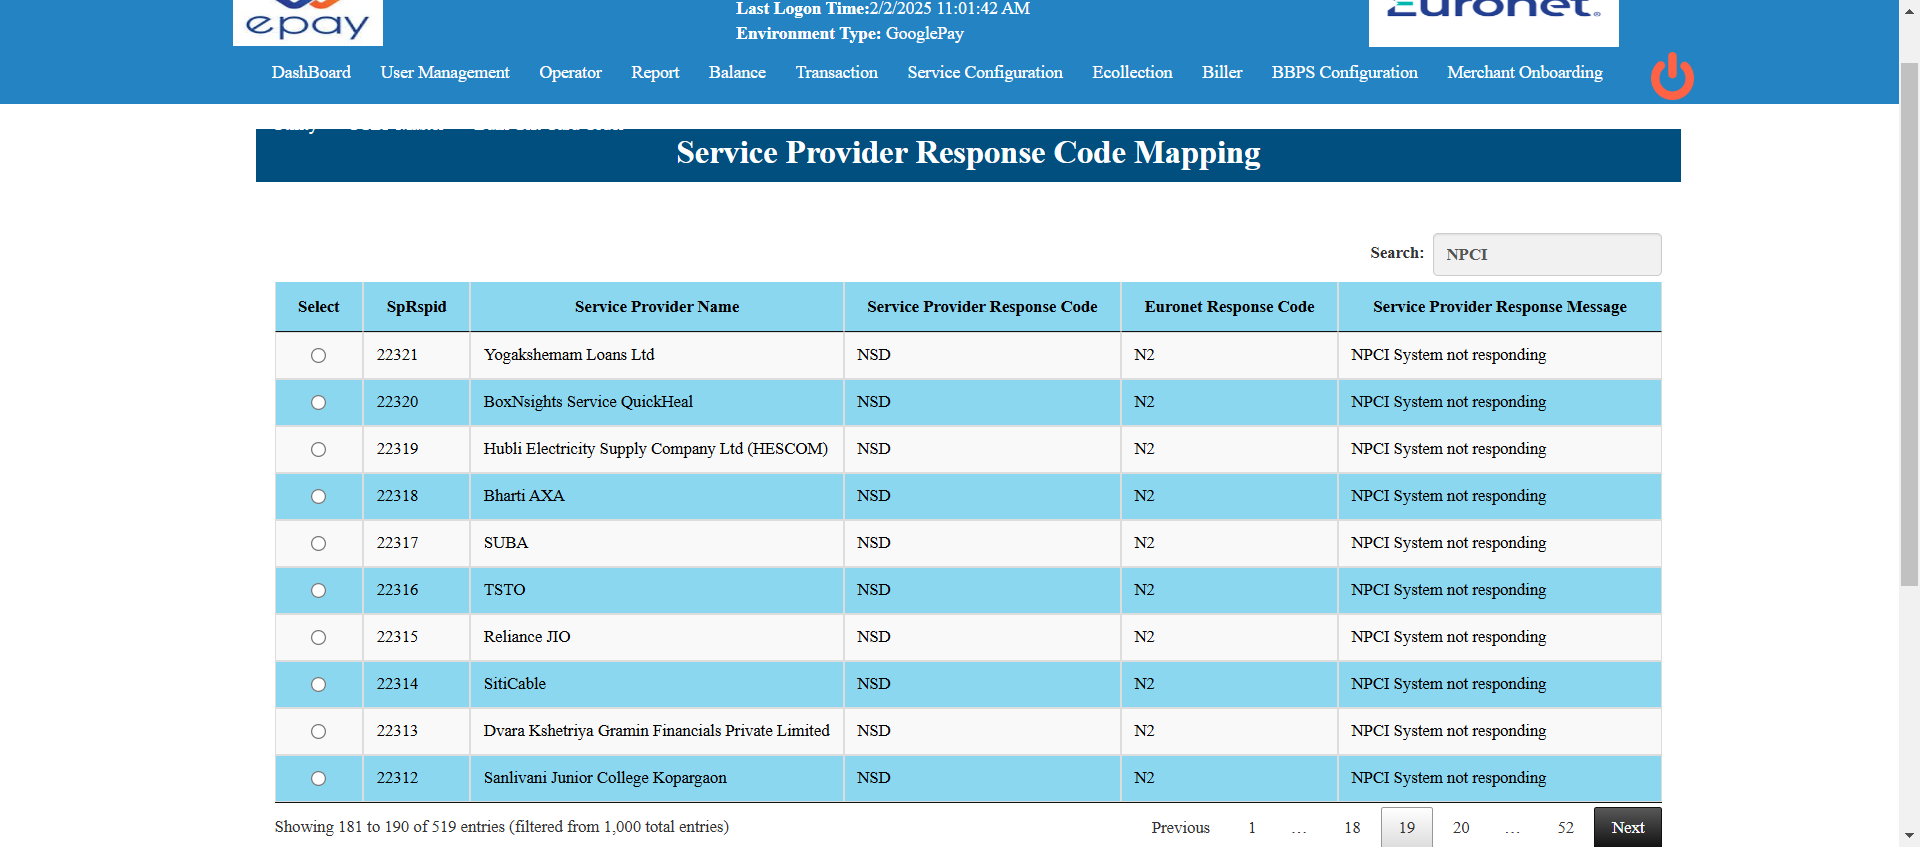 epay
Last Logon Time:2/2/2025 11:01:42 AM
Environment Type: GooglePay
Euronet
DashBoard User Management Operator Report Balance Transaction Service Configuration Ecollection Biller BBPS Configuration Merchant Onboarding
Service Provider Response Code Mapping
Search: NPCI
Select SpRspid Service Provider Name Service Provider Response Code Euronet Response Code Service Provider Response Message
22321 Yogakshemam Loans Ltd NSD N2 NPCI System not responding
22320 BoxNsights Service QuickHeal NSD N2 NPCI System not responding
22319 Hubli Electricity Supply Company Ltd (HESCOM) NSD N2 NPCI System not responding
22318 Bharti AXA NSD N2 NPCI System not responding
22317 SUBA NSD N2 NPCI System not responding
22316 TSTO NSD N2 NPCI System not responding
22315 Reliance JIO NSD N2 NPCI System not responding
22314 SitiCable NSD N2 NPCI System not responding
22313 Dvara Kshetriya Gramin Financials Private Limited NSD N2 NPCI System not responding
22312 Sanlivani Junior College Kopargaon NSD N2 NPCI System not responding
Showing 181 to 190 of 519 entries (filtered from 1,000 total entries) Previous 1 … 18 19 20 … 52 Next